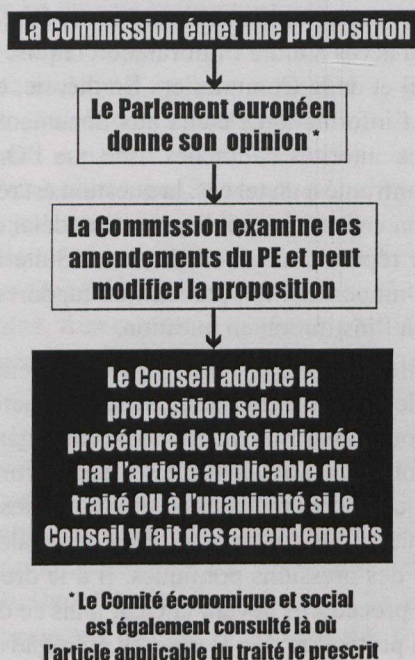 La Commission émet une proposition
Le Parlement européen
donne son opinion *
La Commission examine les
amendements du PE et peut
modifier la proposition
Le Conseil adopte la
proposition selon la
procédure de vote indiquée
par l'article applicable du
traité OU à l'unanimité si le
Conseil y fait des amendements
* Le Comité économique et social
est également consulté là où
l'article applicable du traité le prescrit